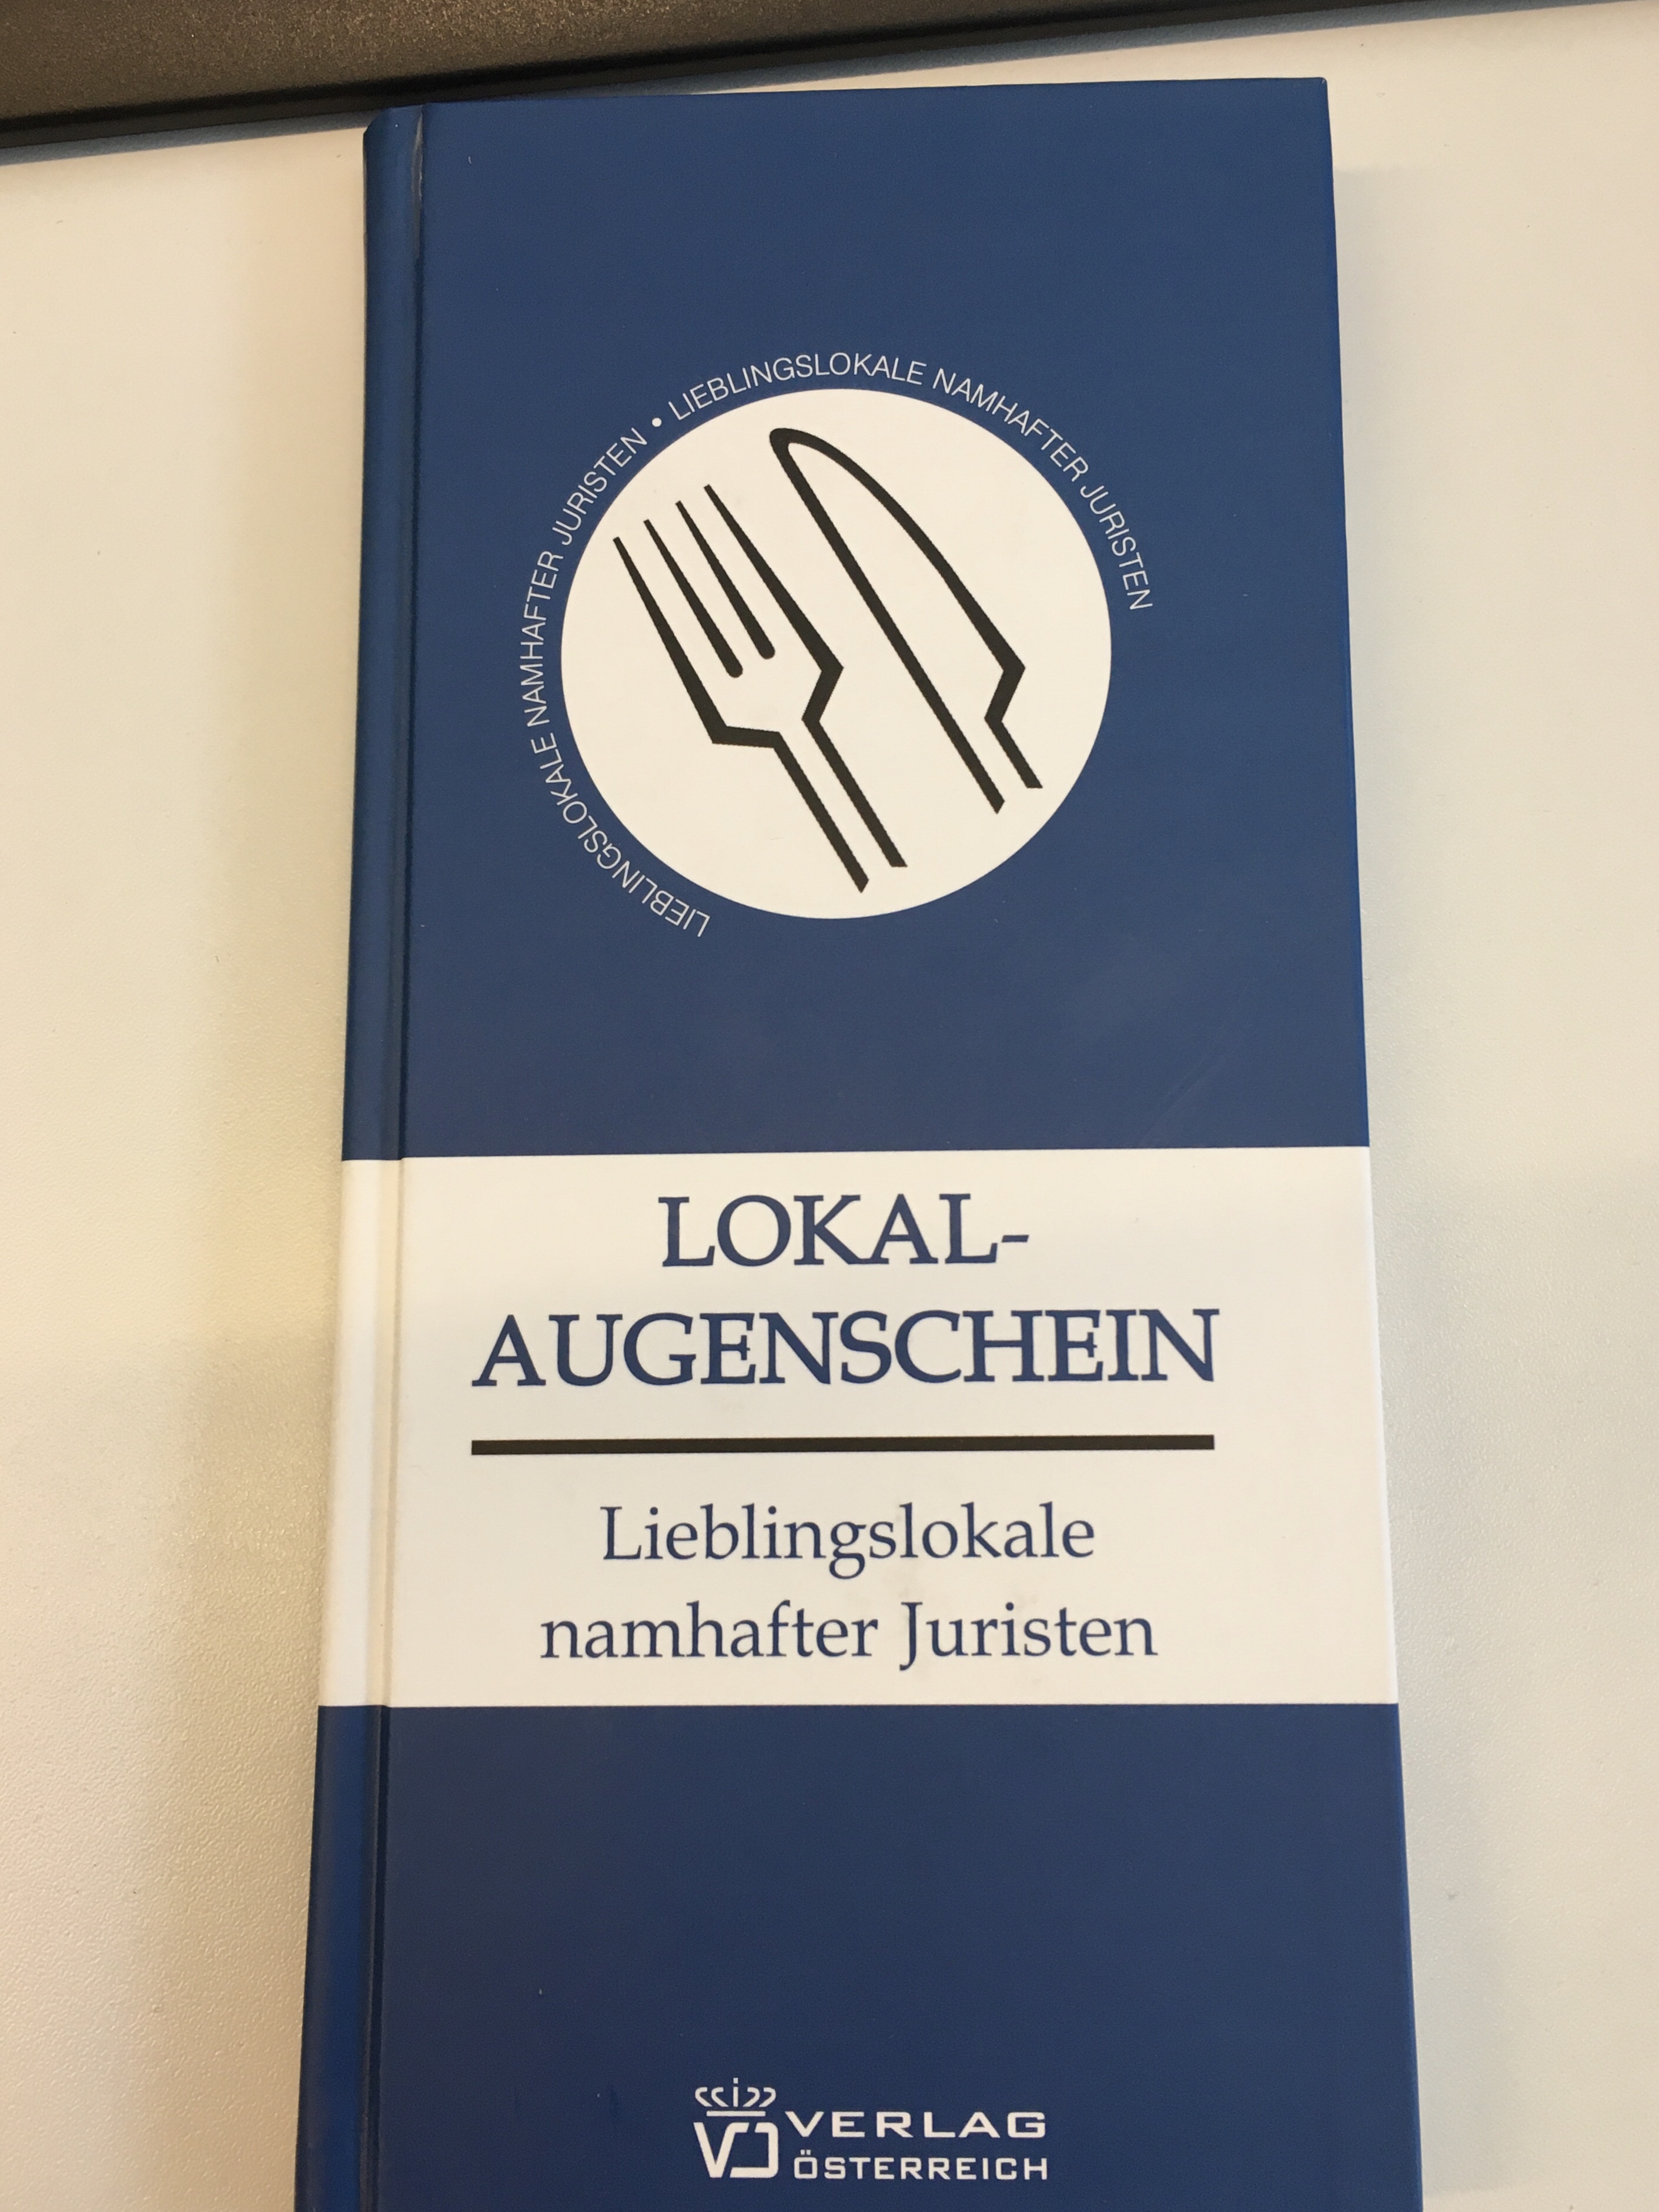 LIEBLINGSLOKALE NAMHAFTER JURISTEN • LIEBLINGSLOKALE NAMHAFTER JURISTEN
LOKAL-
AUGENSCHEIN
Lieblingslokale
namhafter Juristen
VERLAG
ÖSTERREICH